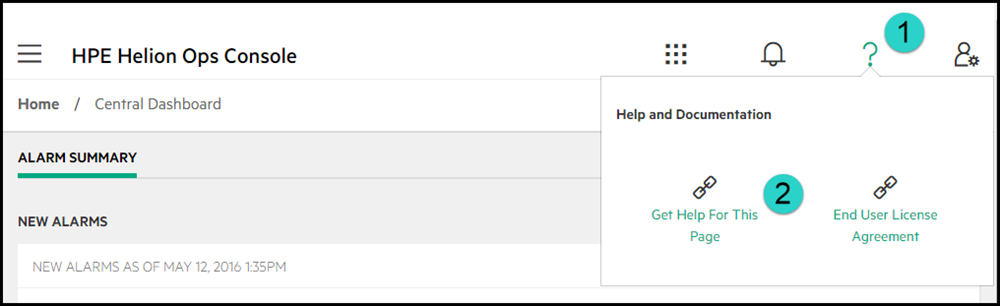 HPE Helion Ops Console
?
1
Home / Central Dashboard
Help and Documentation
ALARM SUMMARY
2
Get Help For This
Page
End User License
Agreement
NEW ALARMS
NEW ALARMS AS OF MAY 12, 2016 1:35PM